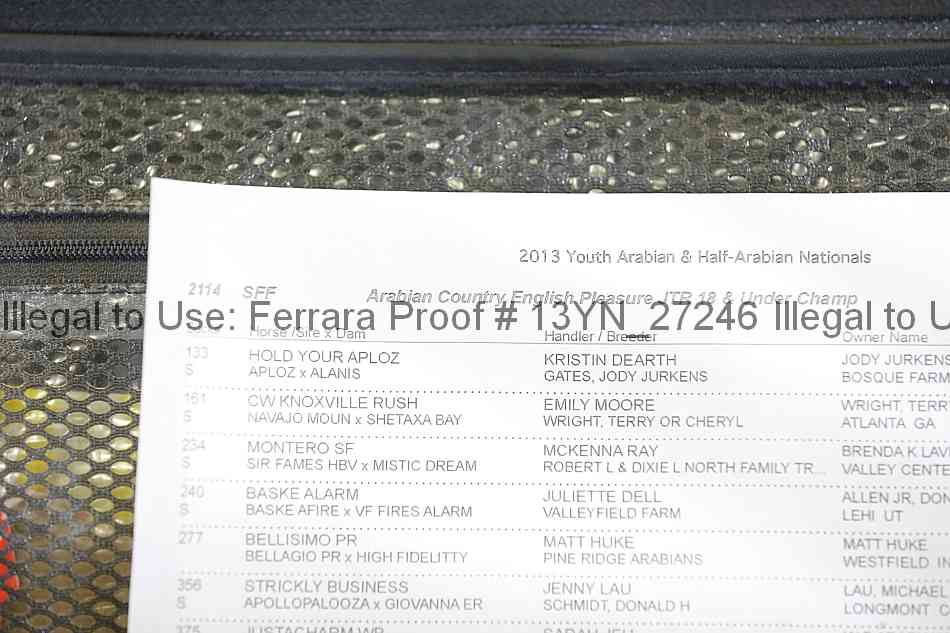 2013 Youth Arabian & Half-Arabian Nationals
2114 SFF Arabian Country English Pleasure JTR 18 & Under Champ
Illegal to Use: Ferrara Proof # 13YN_27246 Illegal to U
Horse /Sire x Dam Handler / Breeder Owner Name
133 HOLD YOUR APLOZ KRISTIN DEARTH JODY JURKENS
S APLOZ x ALANIS GATES, JODY JURKENS BOSQUE FARM
161 CW KNOXVILLE RUSH EMILY MOORE WRIGHT, TERR
S NAVAJO MOUN x SHETAXA BAY WRIGHT, TERRY OR CHERYL ATLANTA GA
234 MONTERO SF MCKENNA RAY BRENDA K LAV
S SIR FAMES HBV x MISTIC DREAM ROBERT L & DIXIE L NORTH FAMILY TR... VALLEY CENTE
240 BASKE ALARM JULIETTE DELL ALLEN JR, DON
S BASKE AFIRE x VF FIRES ALARM VALLEYFIELD FARM LEHI UT
277 BELLISIMO PR MATT HUKE MATT HUKE
BELLAGIO PR x HIGH FIDELITTY PINE RIDGE ARABIANS WESTFIELD IN
356 STRICKLY BUSINESS JENNY LAU LAU, MICHAEL
S APOLLOPALOOZA x GIOVANNA ER SCHMIDT, DONALD H LONGMONT C
375 JUSTACHARM WR